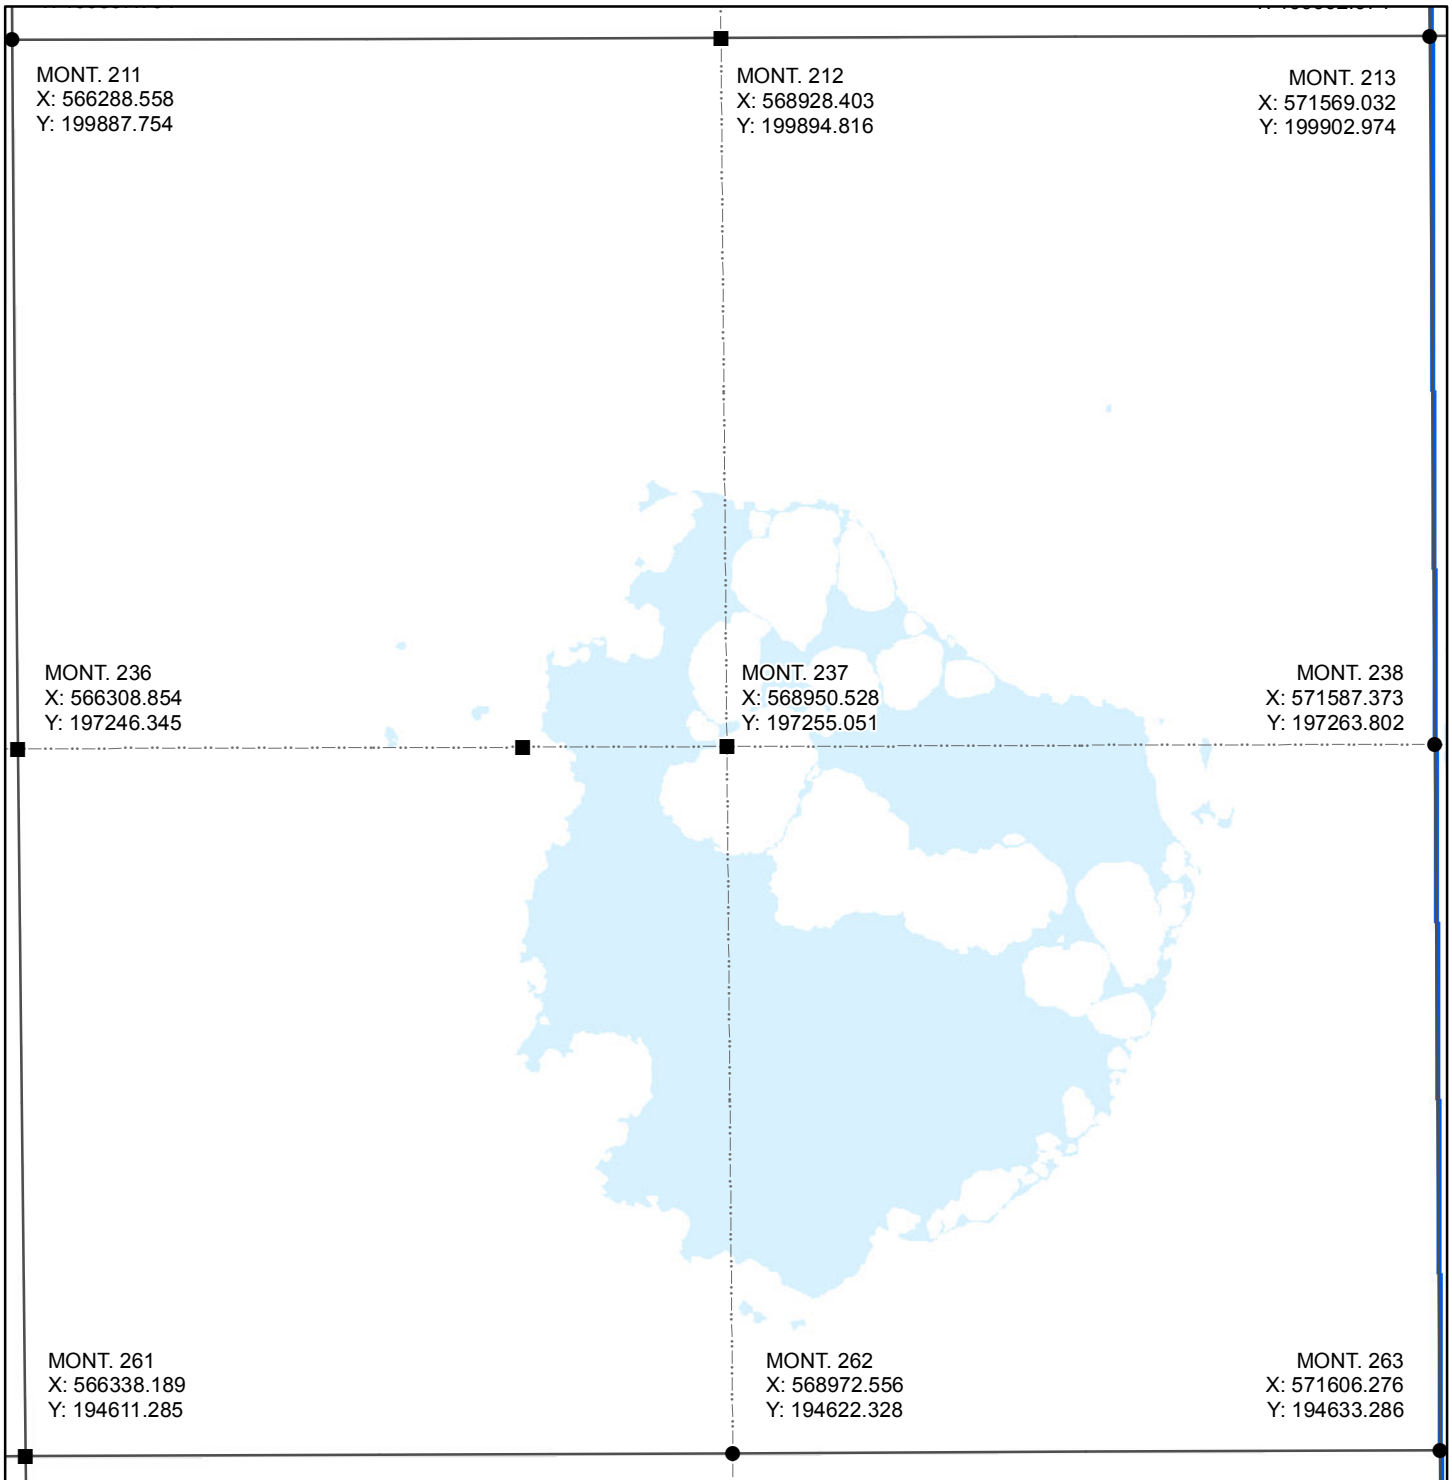 MONT. 211
X: 566288.558
Y: 199887.754
MONT. 212
X: 568928.403
Y: 199894.816
MONT. 213
X: 571569.032
Y: 199902.974
MONT. 236
X: 566308.854
Y: 197246.345
MONT. 237
X: 568950.528
Y: 197255.051
MONT. 238
X: 571587.373
Y: 197263.802
MONT. 261
X: 566338.189
Y: 194611.285
MONT. 262
X: 568972.556
Y: 194622.328
MONT. 263
X: 571606.276
Y: 194633.286